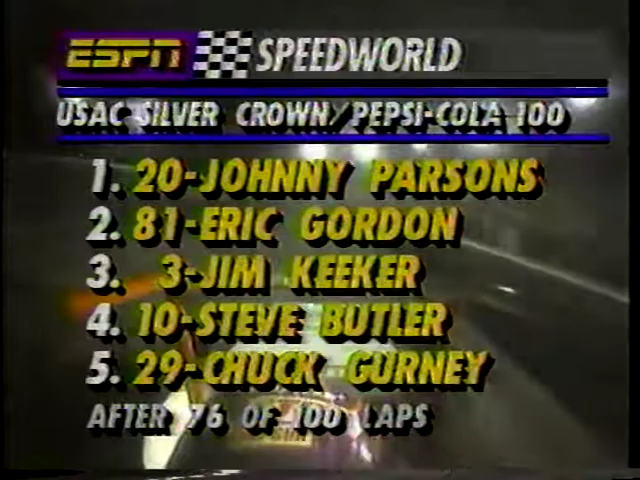 ESPN SPEEDWORLD
USAC SILVER CROWN/PEPSI-COLA 100
1. 20-JOHNNY PARSONS
2. 81-ERIC GORDON
3. 3-JIM KEEKER
4. 10-STEVE BUTLER
5. 29-CHUCK GURNEY
AFTER 76 OF 100 LAPS